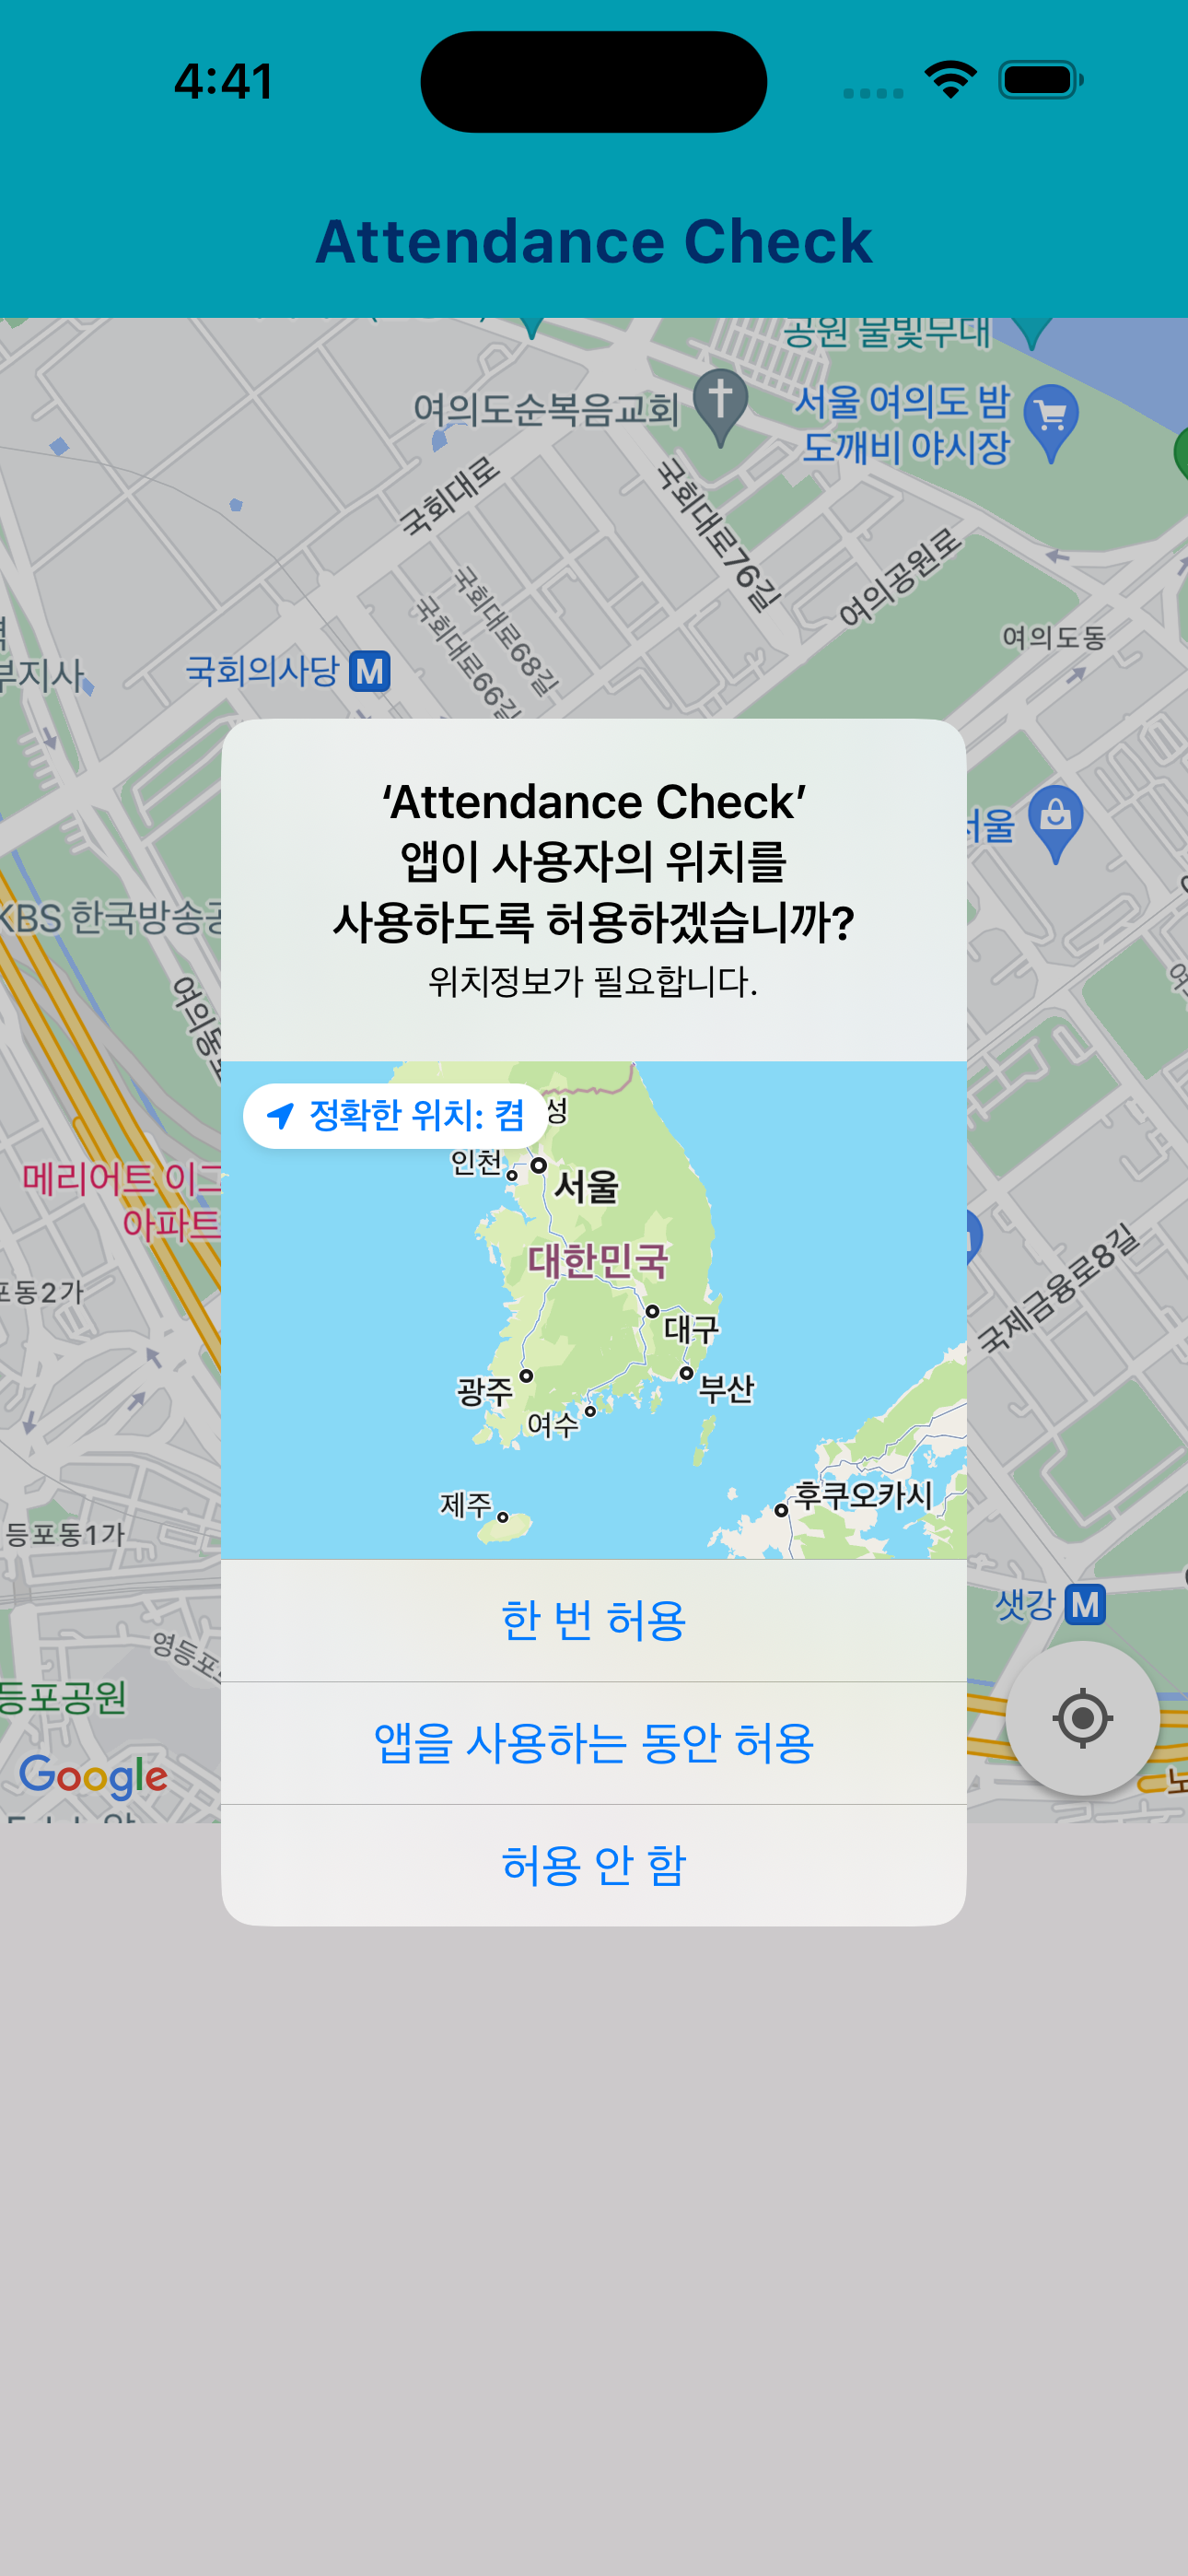 4:41
Attendance Check
공원 물빛무대
여의도순복음교회
서울 여의도 밤
도깨비 야시장
국회대로
국회대로76길
여의공원로
국회대로68길
국회대로66길
여의도동
부지사
국회의사당 M
‘Attendance Check’
앱이 사용자의 위치를
사용하도록 허용하겠습니까?
위치정보가 필요합니다.
서울
KBS 한국방송공
정확한 위치: 켬
성
인천
서울
대한민국
대구
부산
광주
여수
제주
후쿠오카시
메리어트 이그
아파트
포동2가
국제금융로8길
등포동1가
샛강 M
영등포
등포공원
Google
한 번 허용
앱을 사용하는 동안 허용
허용 안 함